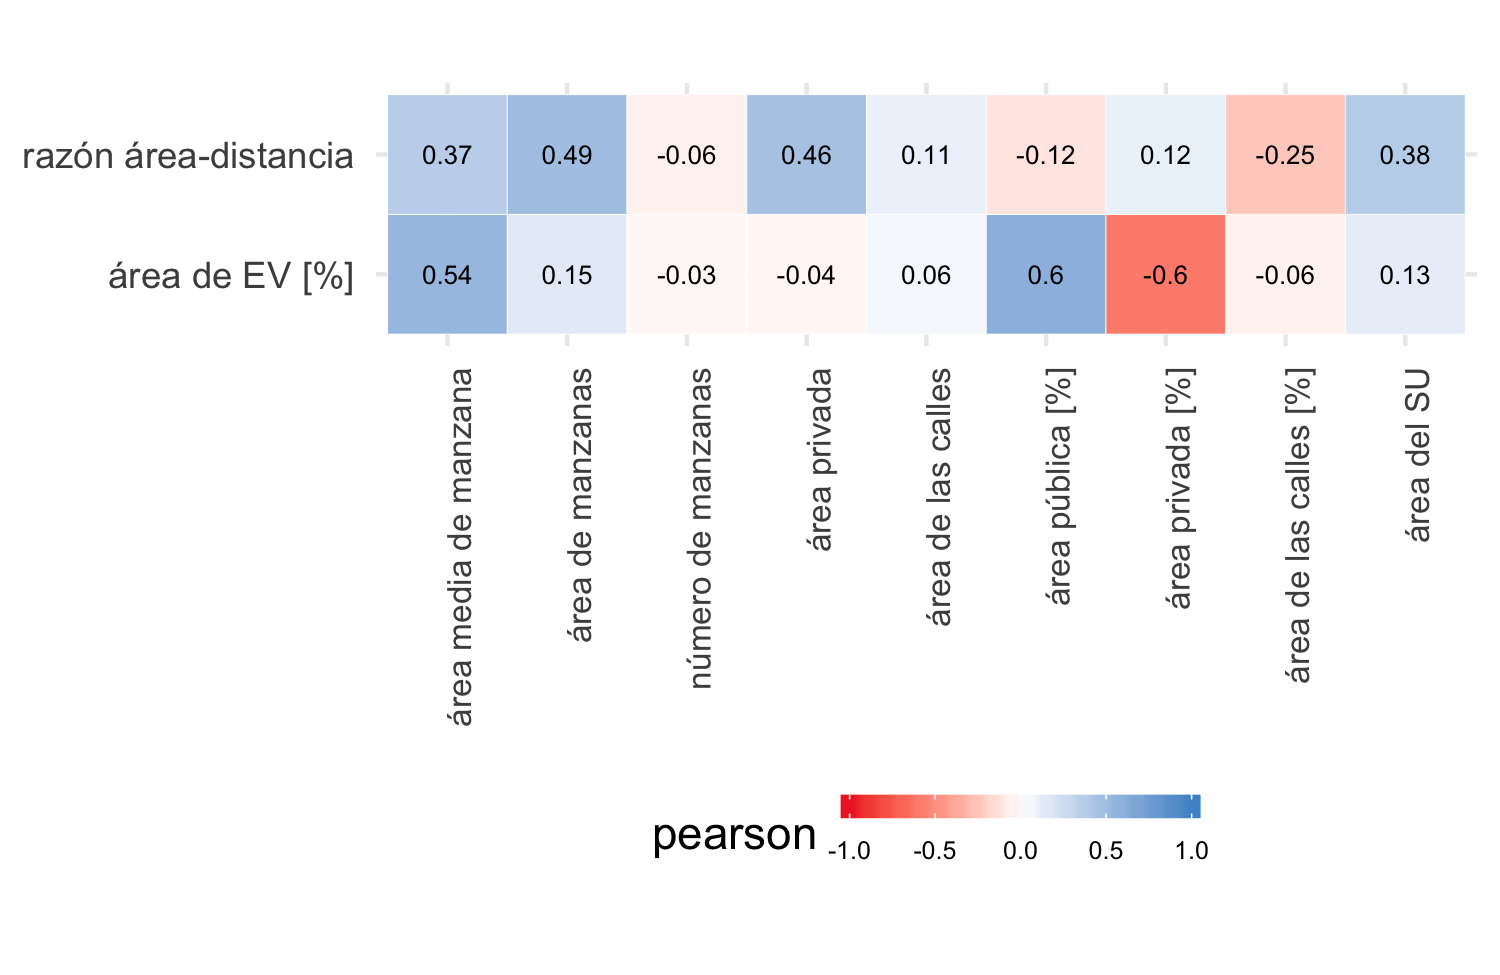 razón área-distancia
0.37 0.49 -0.06 0.46 0.11 -0.12 0.12 -0.25 0.38
área de EV [%]
0.54 0.15 -0.03 -0.04 0.06 0.6 -0.6 -0.06 0.13
área media de manzana
área de manzanas
número de manzanas
área privada
área de las calles
área pública [%]
área privada [%]
área de las calles [%]
área del SU
pearson
-1.0 -0.5 0.0 0.5 1.0